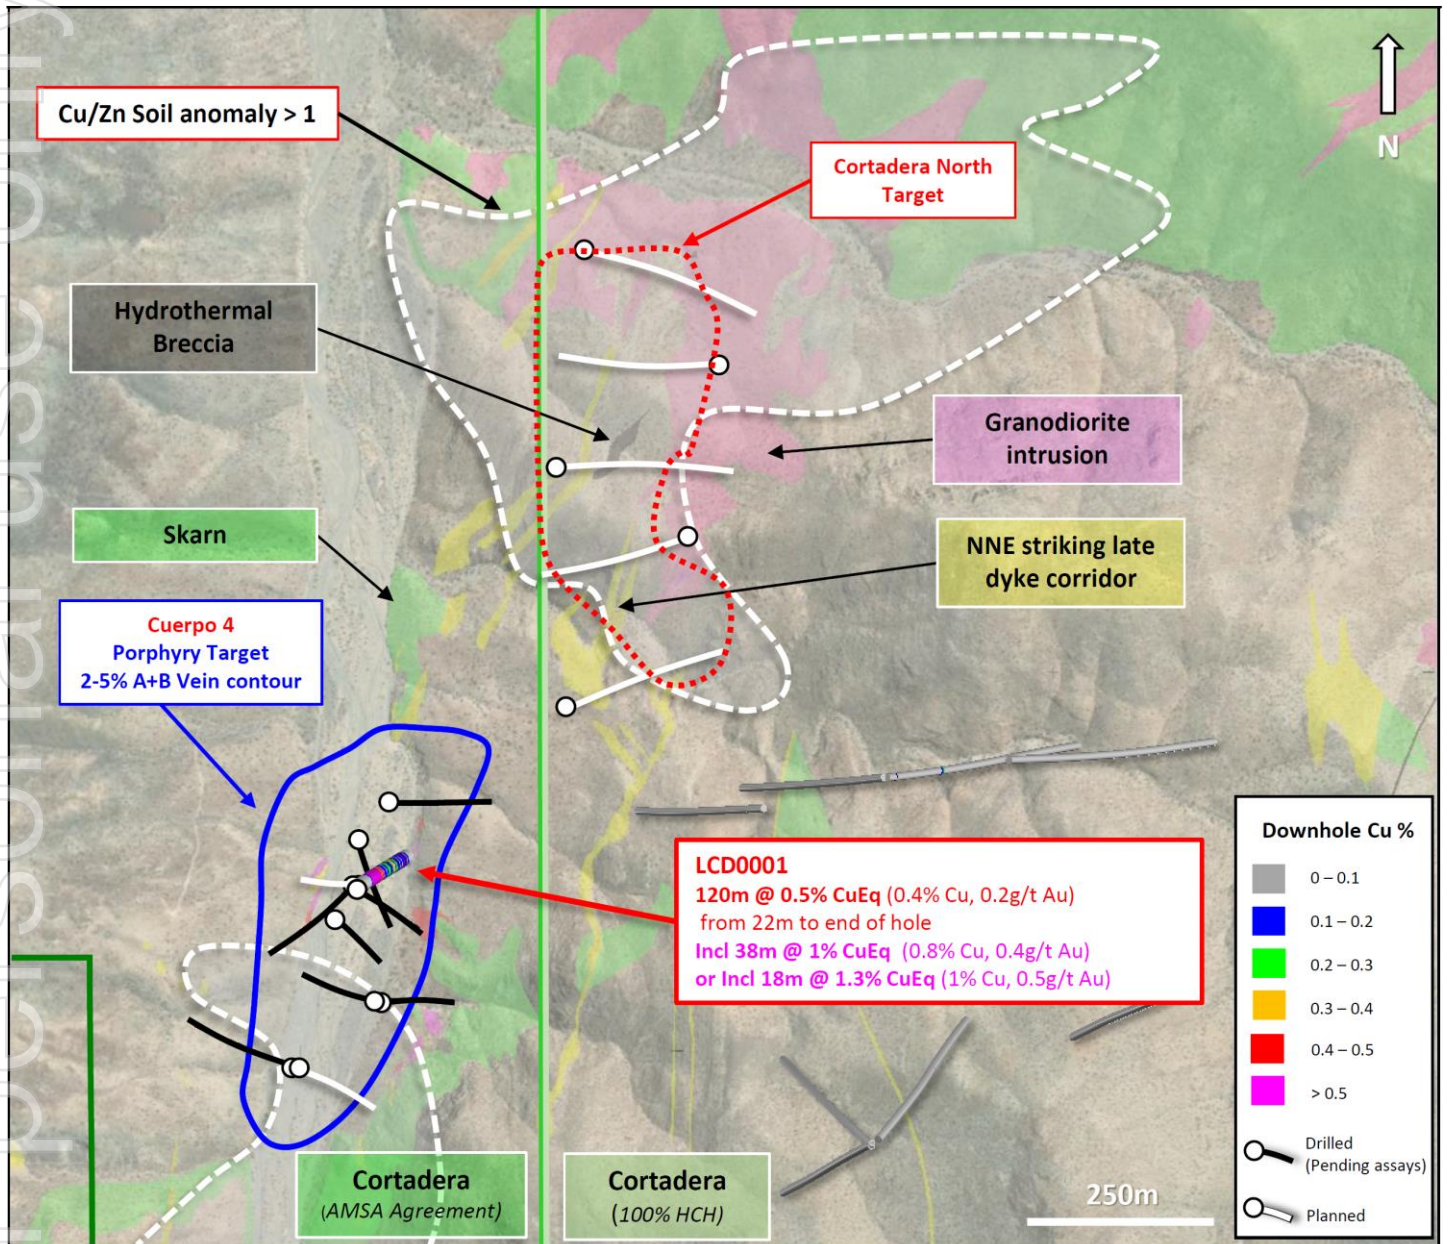 For personal use only
Cu/Zn Soil anomaly > 1
N
Cortadera North
Target
Hydrothermal
Breccia
Granodiorite
intrusion
Skarn
NNE striking late
dyke corridor
Cuerpo 4
Porphyry Target
2-5% A+B Vein contour
LCD0001
120m @ 0.5% CuEq (0.4% Cu, 0.2g/t Au)
from 22m to end of hole
Incl 38m @ 1% CuEq (0.8% Cu, 0.4g/t Au)
or Incl 18m @ 1.3% CuEq (1% Cu, 0.5g/t Au)
Downhole Cu %
0 – 0.1
0.1 – 0.2
0.2 – 0.3
0.3 – 0.4
0.4 – 0.5
> 0.5
Drilled
(Pending assays)
Planned
Cortadera
(AMSA Agreement)
Cortadera
(100% HCH)
250m